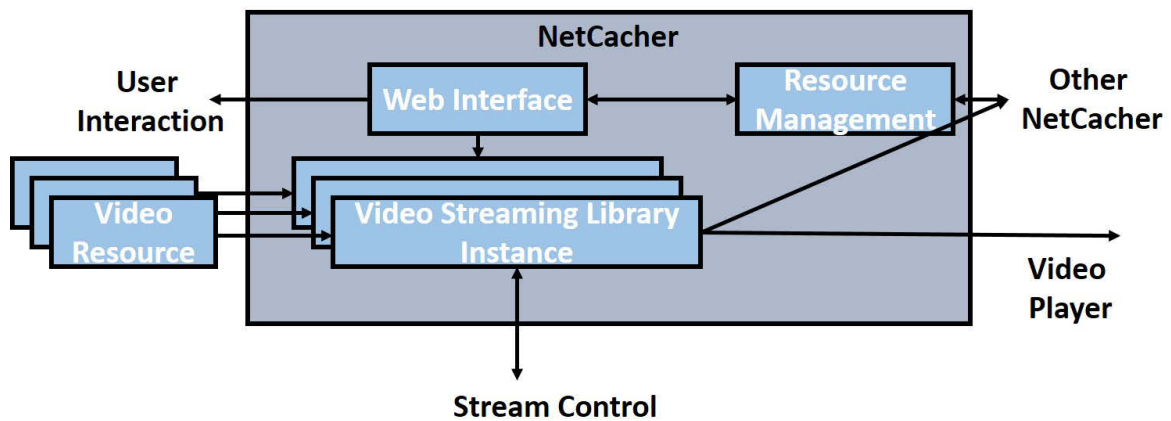 NetCacher
User
Interaction
Web Interface
Resource
Management
Other
NetCacher
Video
Resource
Video Streaming Library
Instance
Video
Player
Stream Control